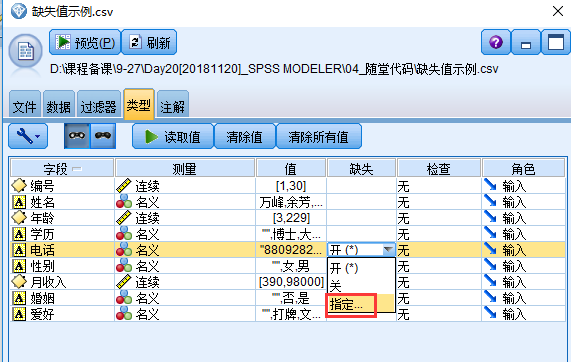 缺失值示例.csv
预览(P) 刷新
D:\课程备课\9-27\Day20[20181120]_SPSS MODELER\04_随堂代码\缺失值示例.csv
文件 数据 过滤器 类型 注解
读取值 清除值 清除所有值
字段 测量 值 缺失 检查 角色
编号 连续 [1,30] 无 输入
姓名 名义 万峰,余芳,... 无 输入
年龄 连续 [3,229] 无 输入
学历 名义 "",博士,大... 无 输入
电话 名义 "8809282... 开 (*) 无 输入
性别 名义 "",女,男 开 (*) 无 输入
月收入 连续 [390,98000] 关 无 输入
婚姻 名义 "",否,是 指定... 无 输入
爱好 名义 "",打牌,文... 无 输入